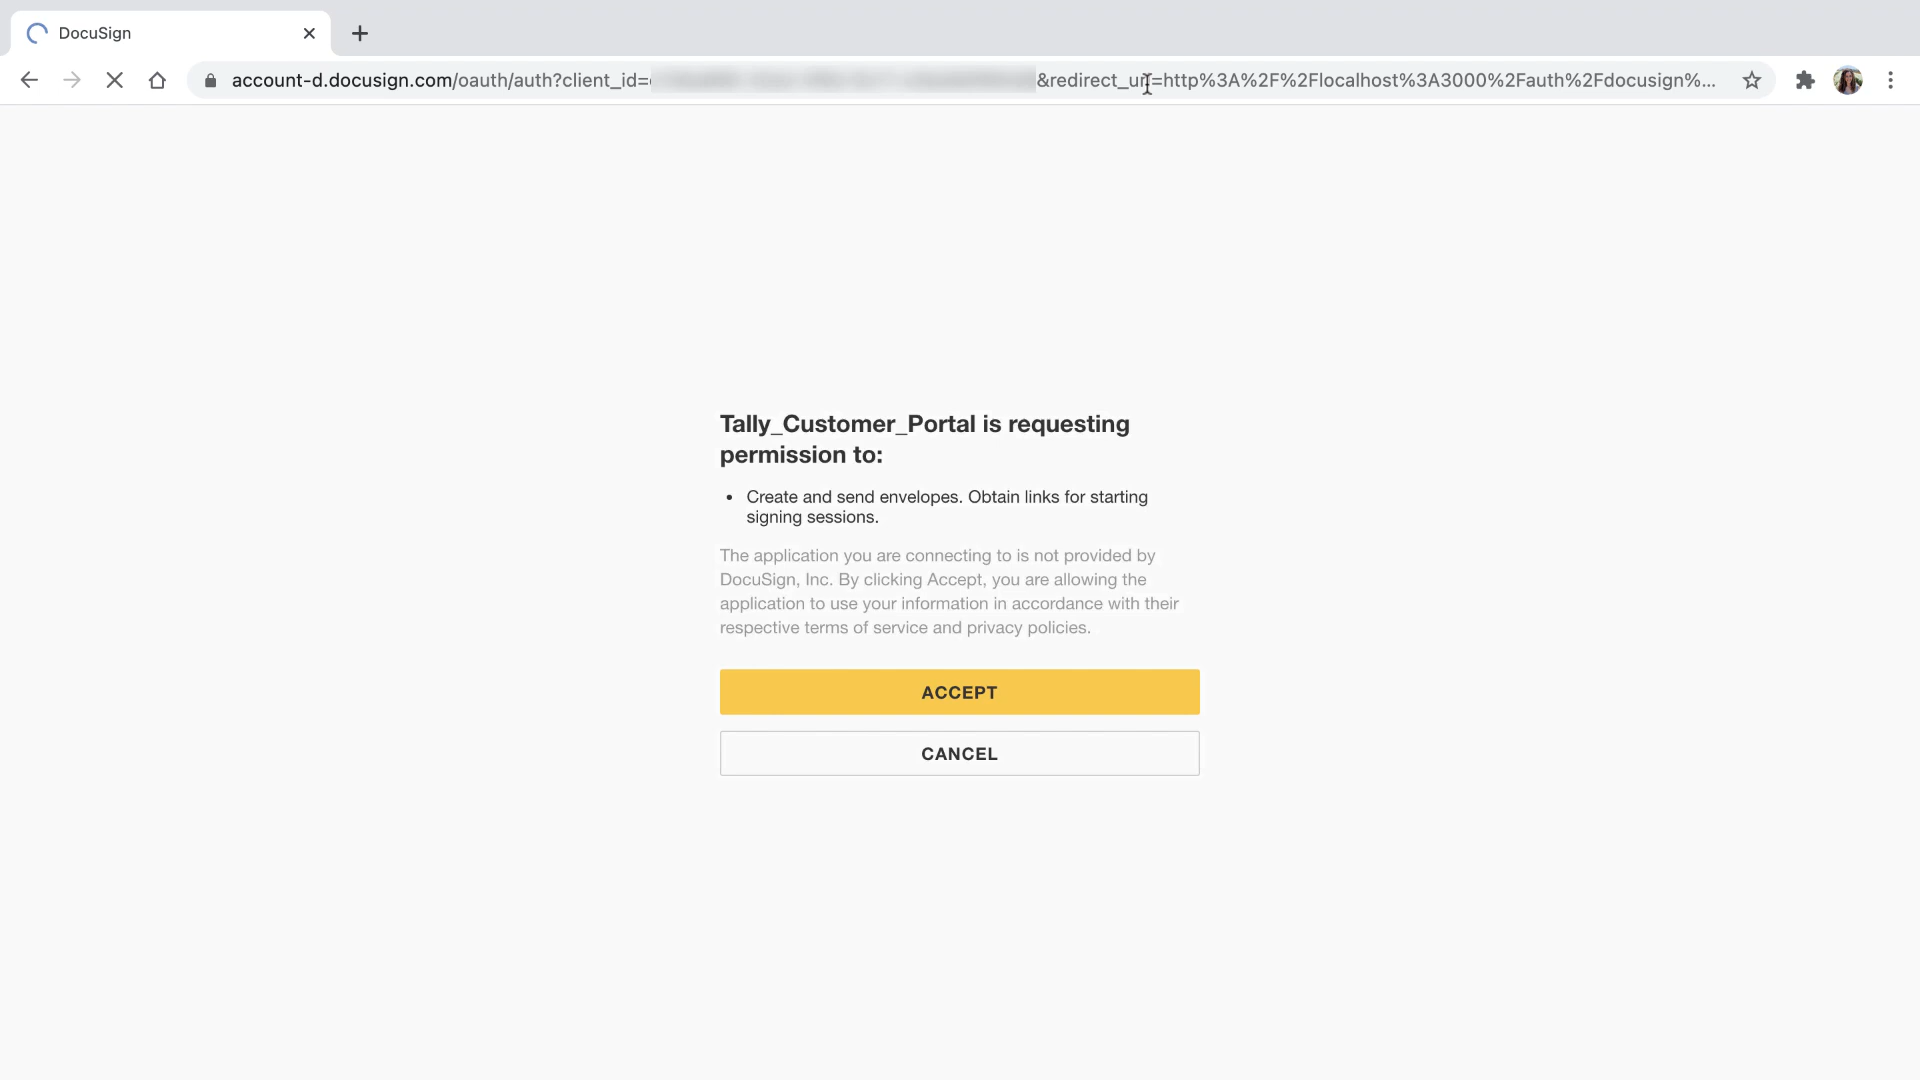 DocuSign
account-d.docusign.com/oauth/auth?client_id= &redirect_uri=http%3A%2F%2Flocalhost%3A3000%2Fauth%2Fdocusign%...
Tally_Customer_Portal is requesting
permission to:
• Create and send envelopes. Obtain links for starting
signing sessions.
The application you are connecting to is not provided by
DocuSign, Inc. By clicking Accept, you are allowing the
application to use your information in accordance with their
respective terms of service and privacy policies.
ACCEPT
CANCEL